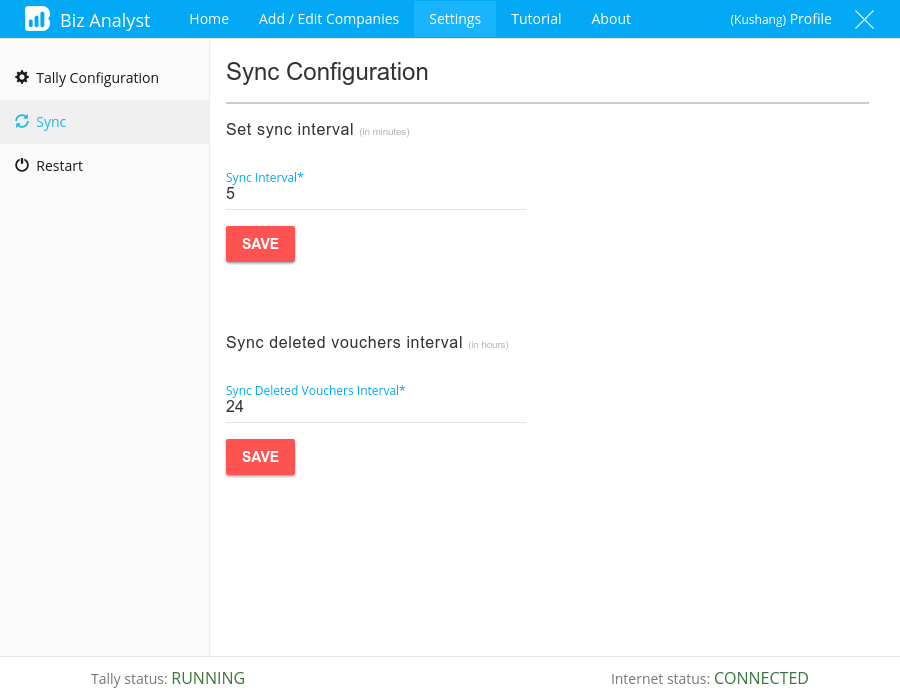 Biz Analyst Home Add / Edit Companies Settings Tutorial About (Kushang) Profile
Tally Configuration
Sync
Restart
Sync Configuration
Set sync interval (in minutes)
Sync Interval*
5
SAVE
Sync deleted vouchers interval (in hours)
Sync Deleted Vouchers Interval*
24
SAVE
Tally status: RUNNING Internet status: CONNECTED